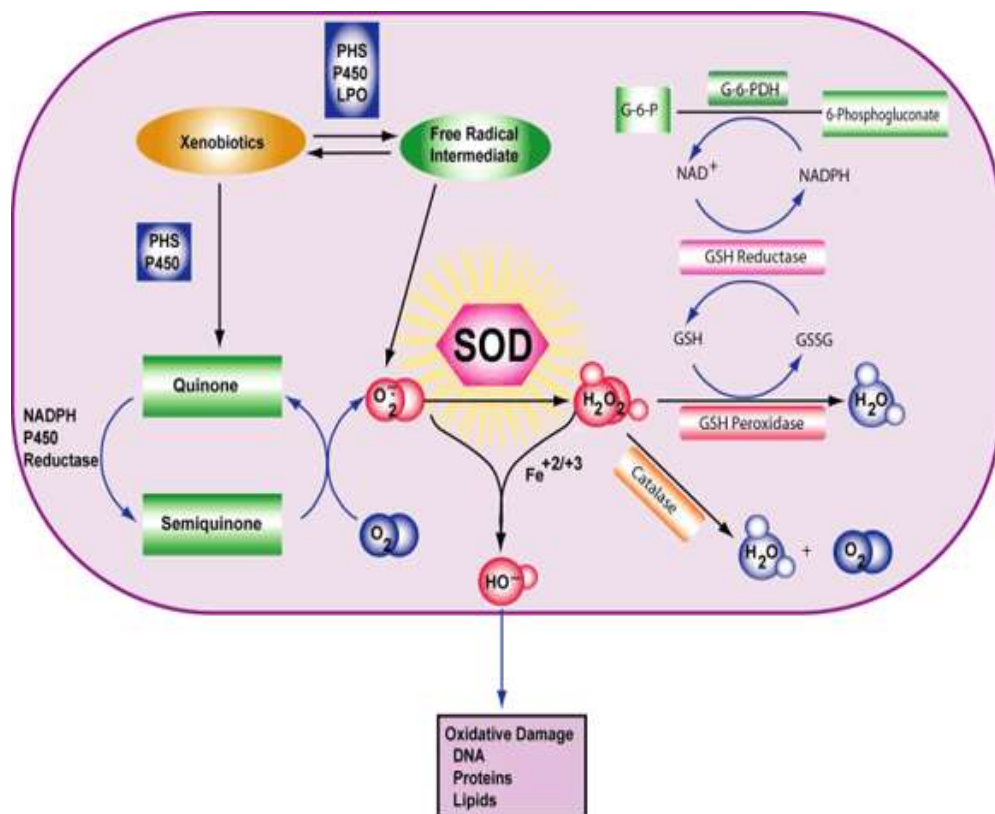 PHS
P450
LPO
Xenobiotics
Free Radical
Intermediate
G-6-P
G-6-PDH
6-Phosphogluconate
NAD+
NADPH
PHS
P450
GSH Reductase
SOD
GSH
GSSG
Quinone
O2•−
H2O2
H2O
GSH Peroxidase
NADPH
P450
Reductase
Fe+2/+3
Catalase
Semiquinone
O2
H2O
+
O2
HO−
Oxidative Damage
DNA
Proteins
Lipids